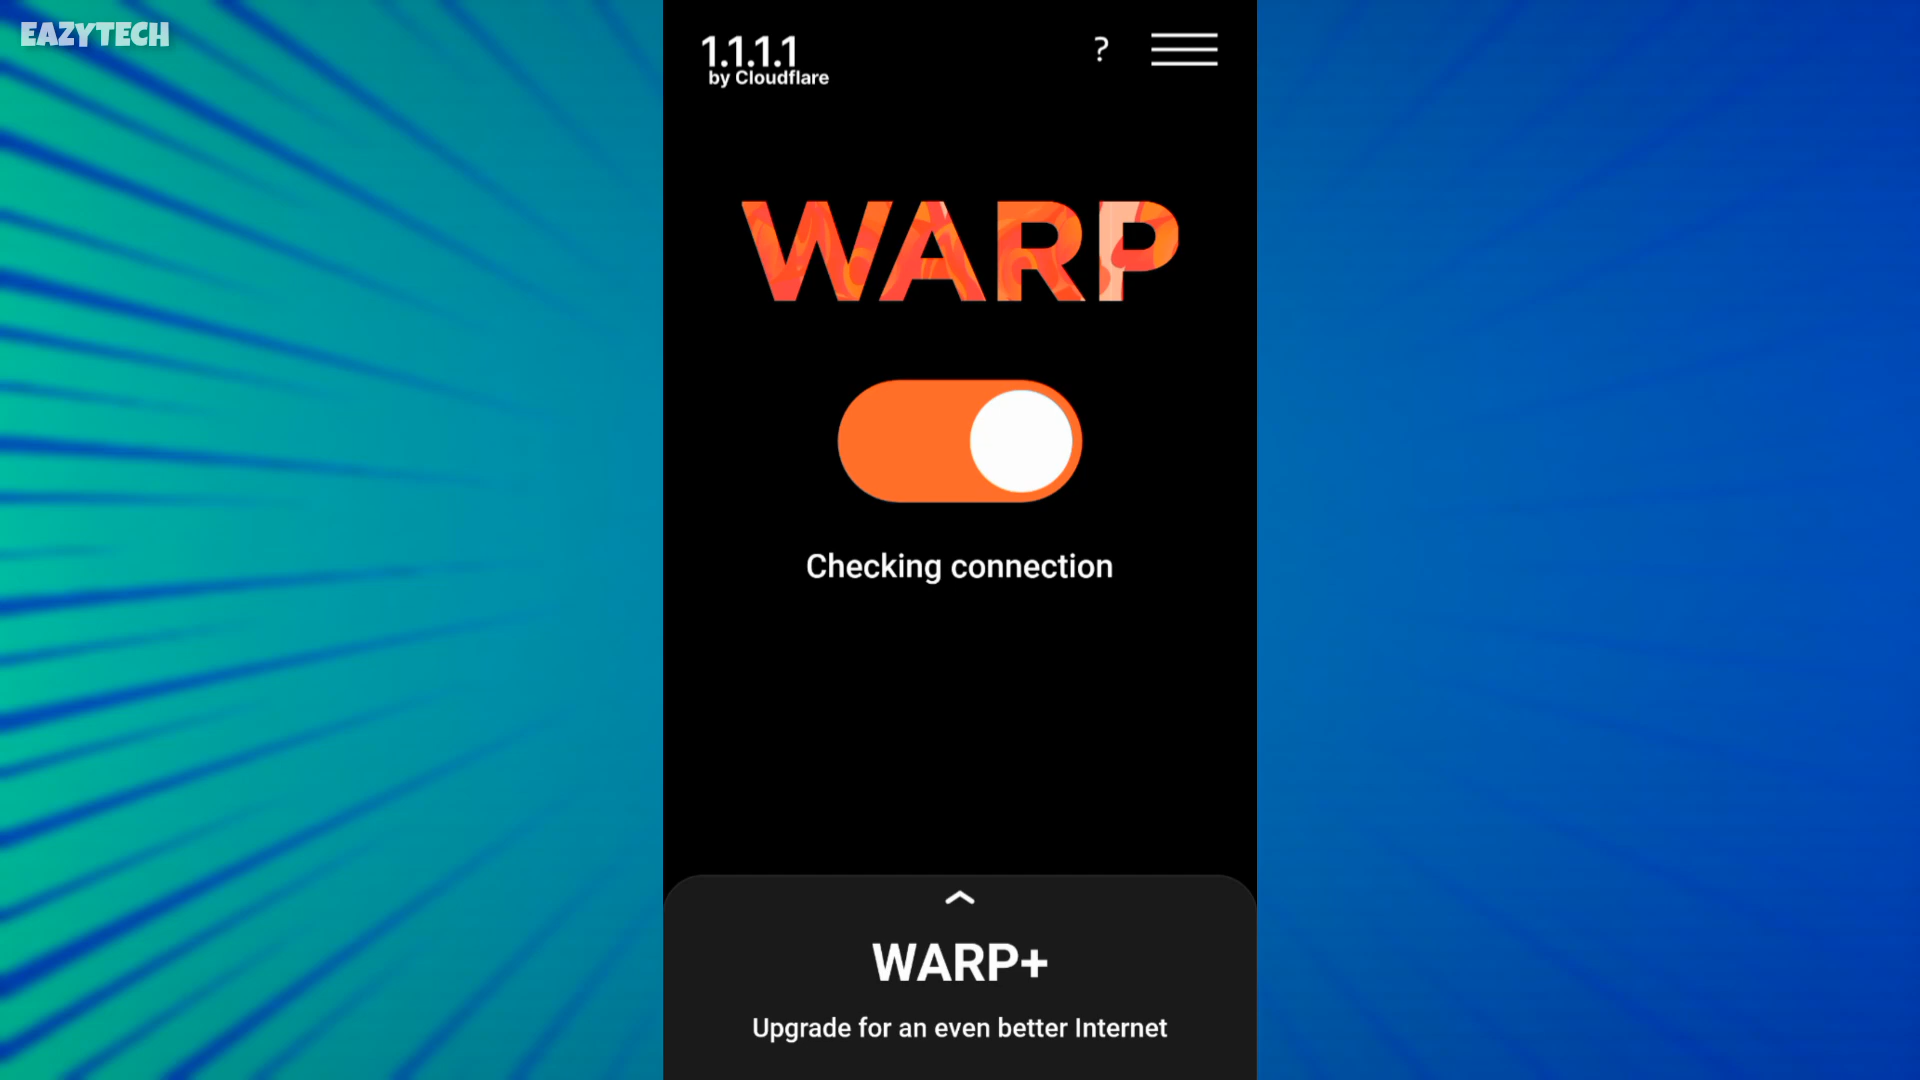 EAZYTECH
1.1.1.1
by Cloudflare
?
WARP
Checking connection
WARP+
Upgrade for an even better Internet